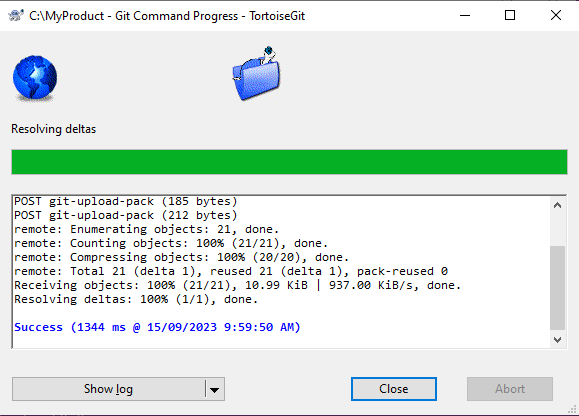 C:\MyProduct - Git Command Progress - TortoiseGit
Resolving deltas
POST git-upload-pack (185 bytes)
POST git-upload-pack (212 bytes)
remote: Enumerating objects: 21, done.
remote: Counting objects: 100% (21/21), done.
remote: Compressing objects: 100% (20/20), done.
remote: Total 21 (delta 1), reused 21 (delta 1), pack-reused 0
Receiving objects: 100% (21/21), 10.99 KiB | 937.00 KiB/s, done.
Resolving deltas: 100% (1/1), done.
Success (1344 ms @ 15/09/2023 9:59:50 AM)
Show log
Close
Abort